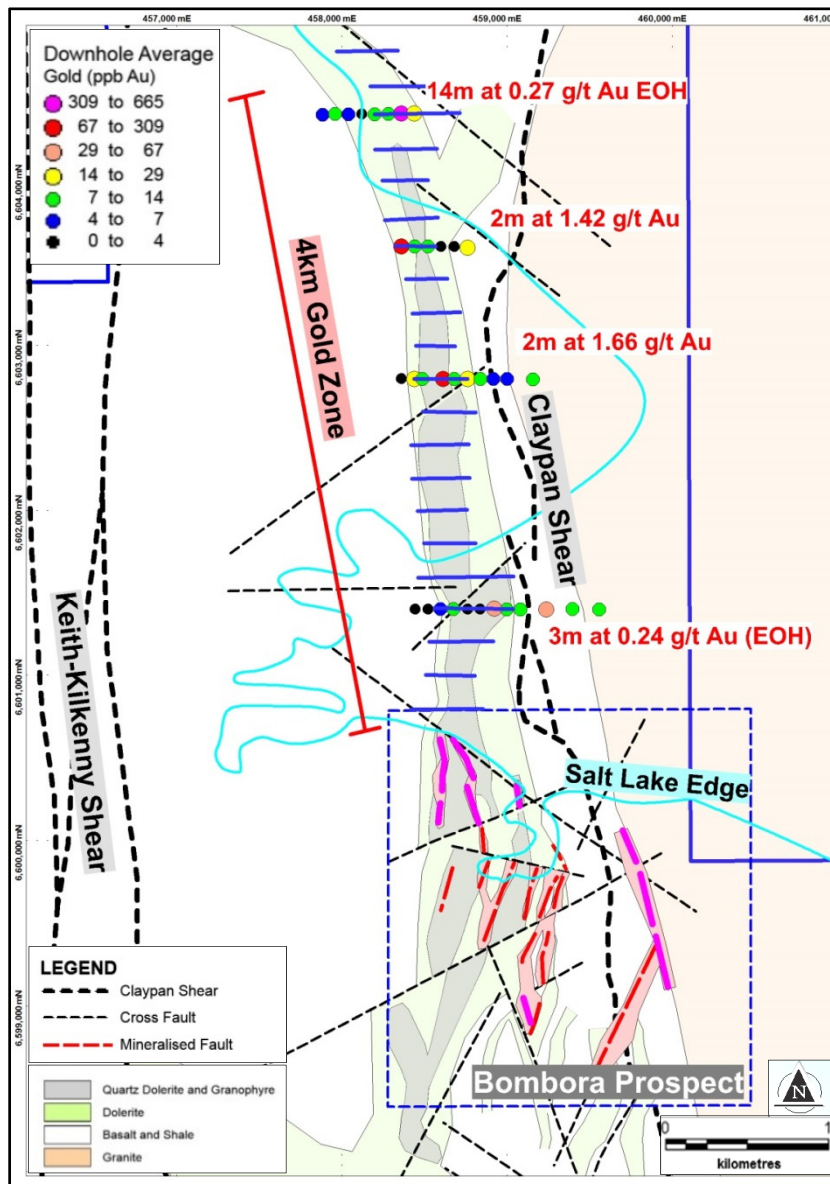 457,000 mE 458,000 mE 459,000 mE 460,000 mE 461,0
Downhole Average
Gold (ppb Au)
309 to 665
67 to 309
29 to 67
14 to 29
7 to 14
4 to 7
0 to 4
14m at 0.27 g/t Au EOH
6,604,000 mN
2m at 1.42 g/t Au
4km Gold Zone
6,603,000 mN
2m at 1.66 g/t Au
Claypan Shear
6,602,000 mN
Keith-Kilkenny Shear
3m at 0.24 g/t Au (EOH)
6,601,000 mN
Salt Lake Edge
6,600,000 mN
LEGEND
Claypan Shear
Cross Fault
Mineralised Fault
6,599,000 mN
Bombora Prospect
Quartz Dolerite and Granophyre
Dolerite
Basalt and Shale
Granite
N
0 1
kilometres